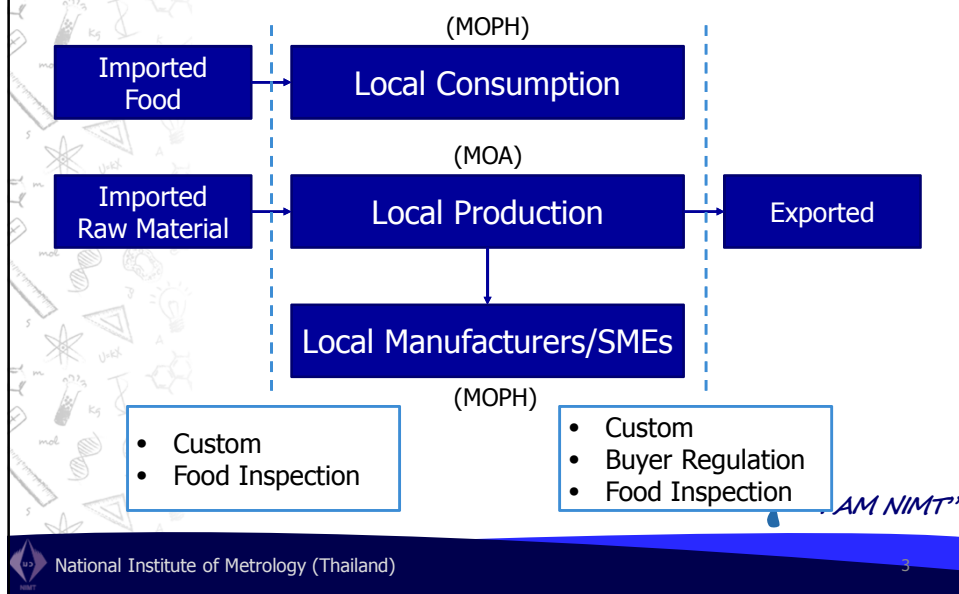 (MOPH)
Imported
Food
Local Consumption
(MOA)
Imported
Raw Material
Local Production
Exported
Local Manufacturers/SMEs
(MOPH)
• Custom
• Food Inspection
• Custom
• Buyer Regulation
• Food Inspection
AM NIMT"
National Institute of Metrology (Thailand)
3
NIMT